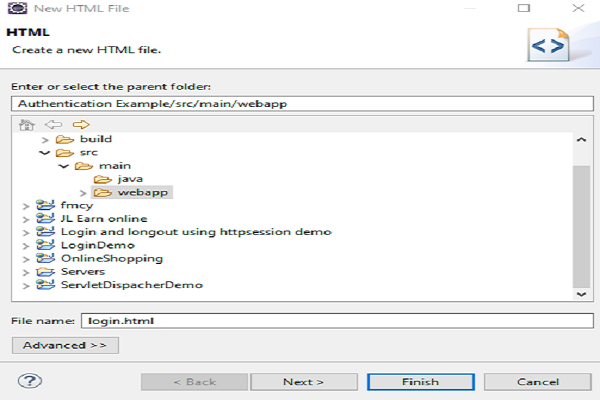 New HTML File
HTML
Create a new HTML file.
Enter or select the parent folder:
Authentication Example/src/main/webapp
build
src
main
java
webapp
fmcy
JL Earn online
Login and longout using httpsession demo
LoginDemo
OnlineShopping
Servers
ServletDispacherDemo
File name: login.html
Advanced >>
? < Back Next > Finish Cancel